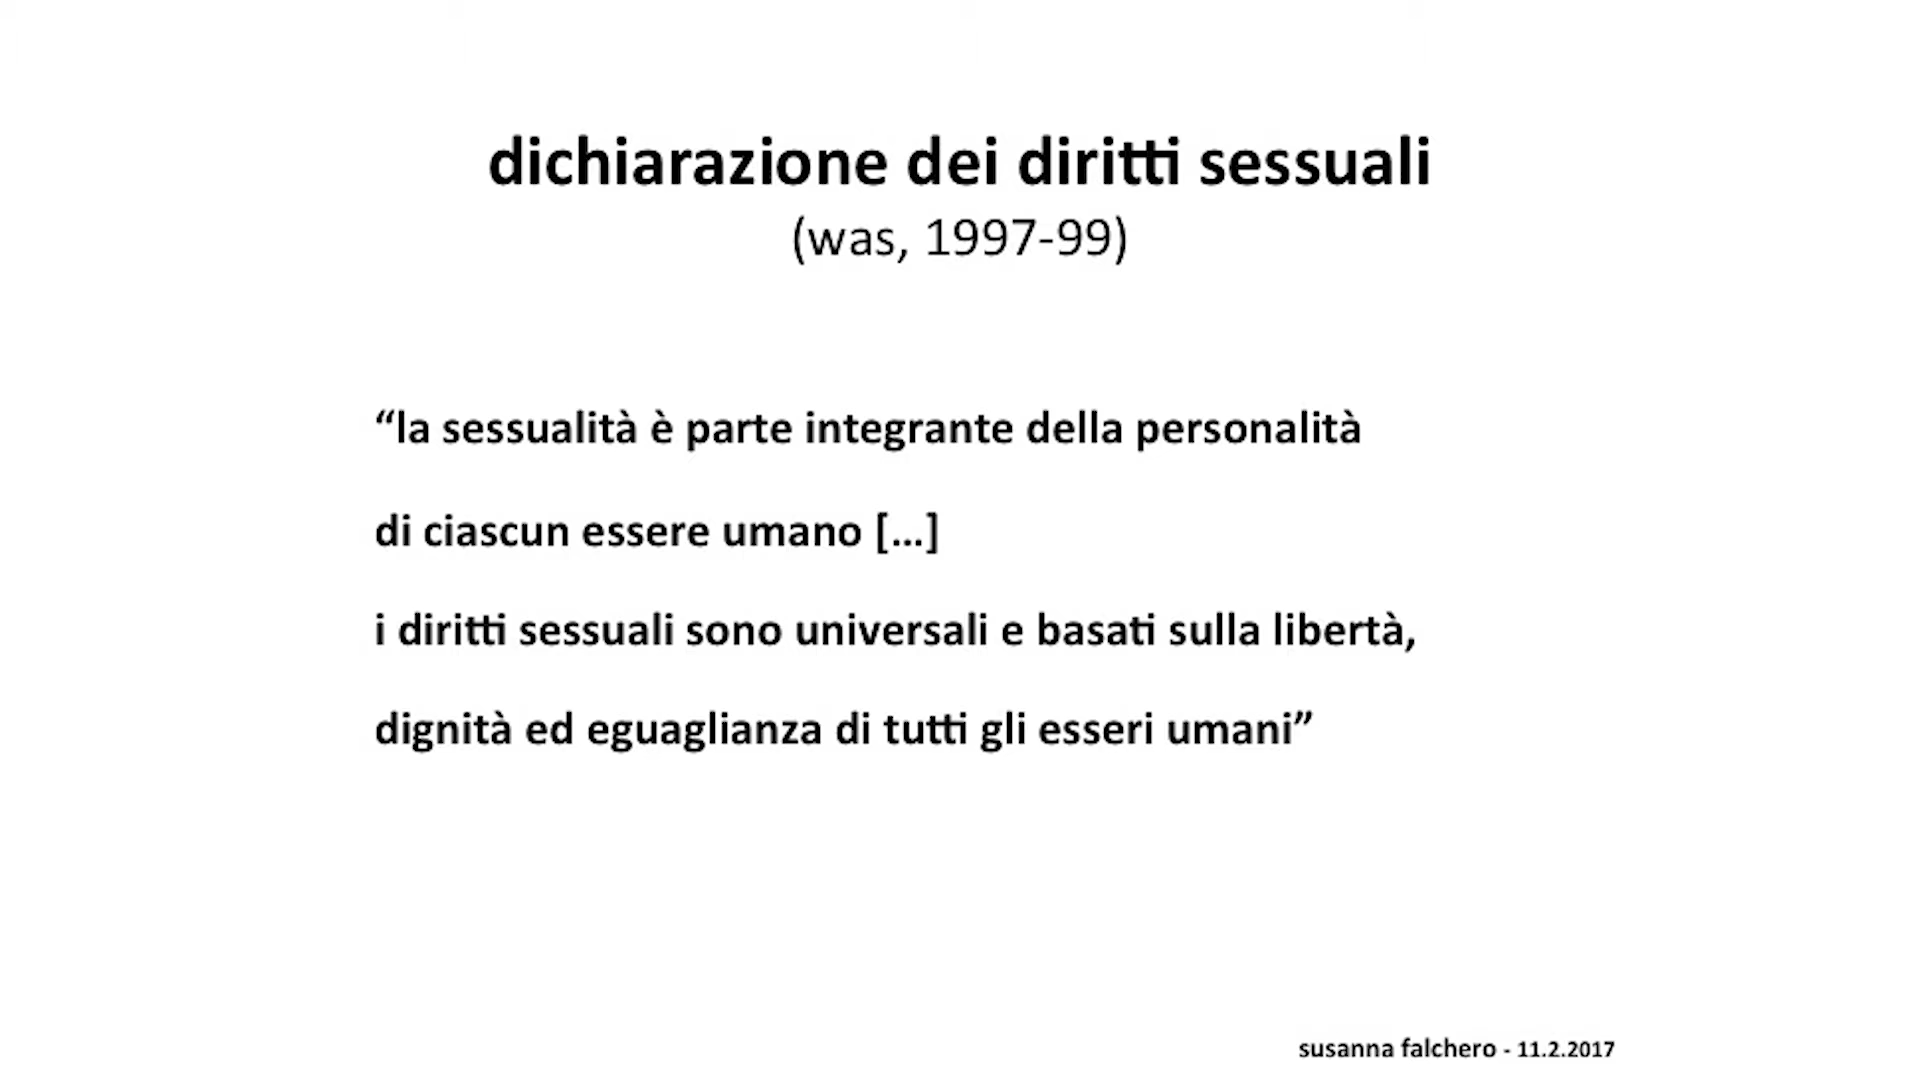 dichiarazione dei diritti sessuali
(was, 1997-99)
“la sessualità è parte integrante della personalità
di ciascun essere umano […]
i diritti sessuali sono universali e basati sulla libertà,
dignità ed eguaglianza di tutti gli esseri umani”
susanna falchero - 11.2.2017